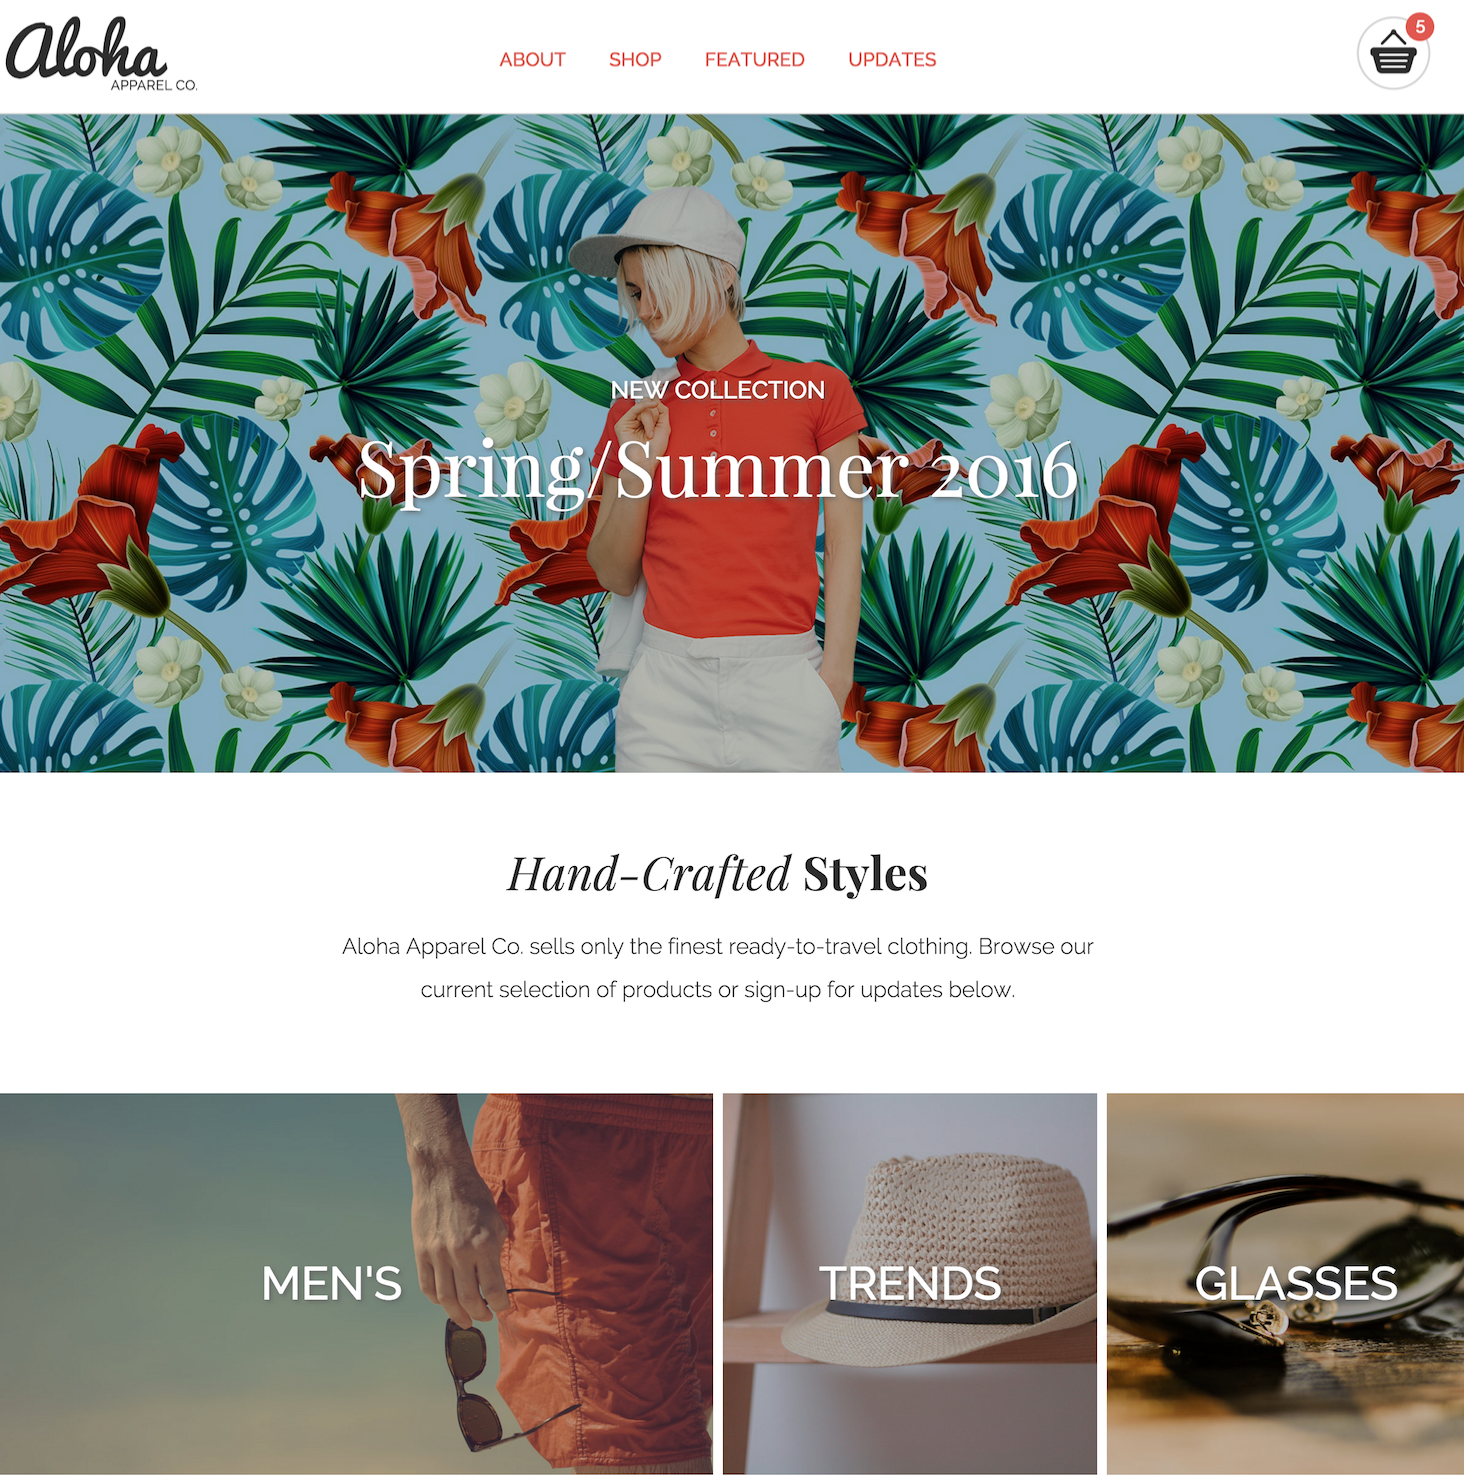 Aloha
APPAREL CO.
ABOUT SHOP FEATURED UPDATES
5
NEW COLLECTION
Spring/Summer 2016
Hand-Crafted Styles
Aloha Apparel Co. sells only the finest ready-to-travel clothing. Browse our
current selection of products or sign-up for updates below.
MEN'S
TRENDS
GLASSES